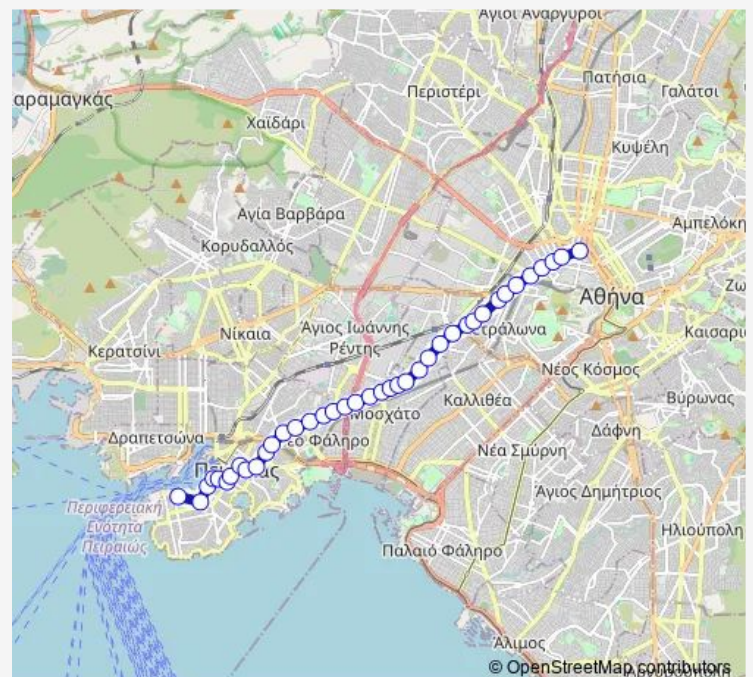 Άγιοι Ανάργυροι
Πατήσια
Περιστέρι
Γαλάτσι
αραμαγκάς
Χαϊδάρι
Κυψέλη
Αγία Βαρβάρα
Αμπελόκη
Κορυδαλλός
Ζω
Αθήνα
Άγιος Ιωάννης
Ρέντης
Νίκαια
τράλωνα
Καισαρι
Κερατσίνι
Νέος Κόσμος
Καλλιθέα
Βύρωνας
Μοσχάτο
Δραπετσώνα
έο Φάληρο
Δάφνη
Νέα Σμύρνη
Άγιος Δημήτριος
Περιφερειακή
Ενότητα
Πειραιώς
Ηλιούπολη
Παλαιό Φάληρο
Άλιμος
© OpenStreetMap contributors